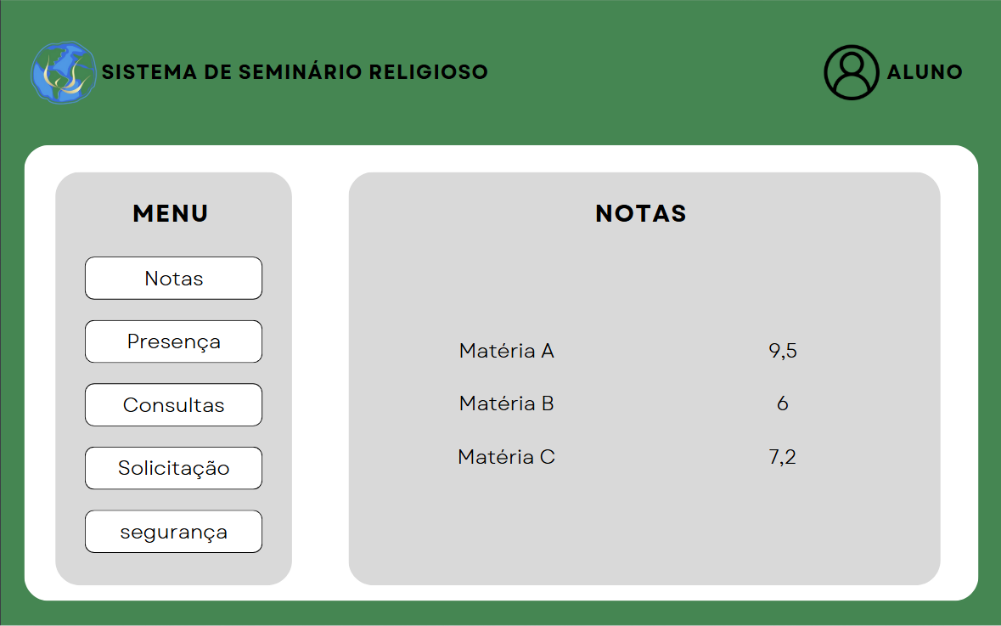 SISTEMA DE SEMINÁRIO RELIGIOSO
ALUNO
MENU
Notas
Presença
Consultas
Solicitação
segurança
NOTAS
Matéria A 9,5
Matéria B 6
Matéria C 7,2